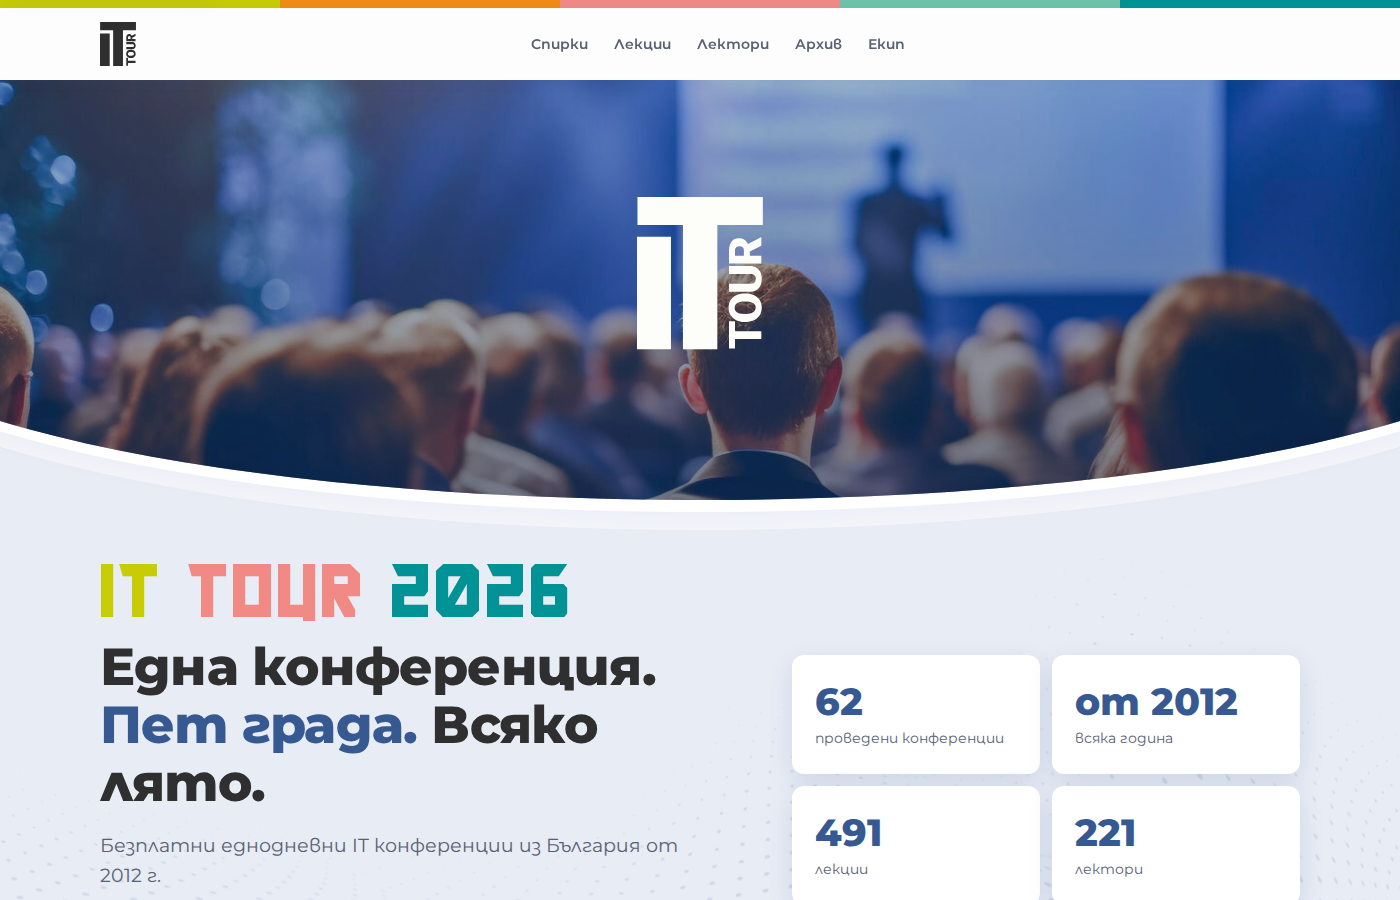 iT TOUR
Спирки Лекции Лектори Архив Екип
iT TOUR
IT TOUR 2026
Една конференция.
Пет града. Всяко
лято.
Безплатни еднодневни IT конференции из България от
2012 г.
62
проведени конференции
от 2012
всяка година
491
лекции
221
лектори